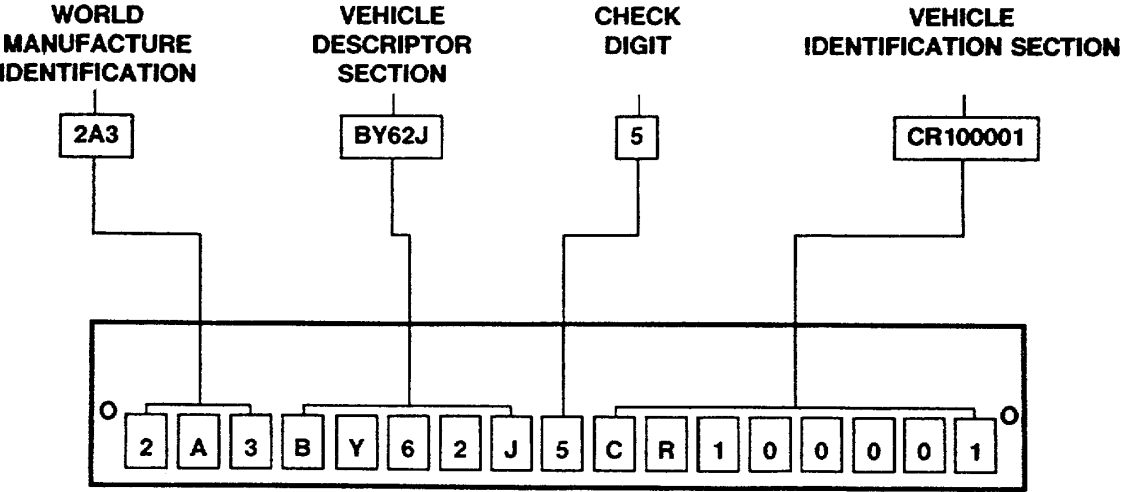 WORLD
MANUFACTURE
IDENTIFICATION
2A3
VEHICLE
DESCRIPTOR
SECTION
BY62J
CHECK
DIGIT
5
VEHICLE
IDENTIFICATION SECTION
CR100001
O 2 A 3 B Y 6 2 J 5 C R 1 0 0 0 0 1 O